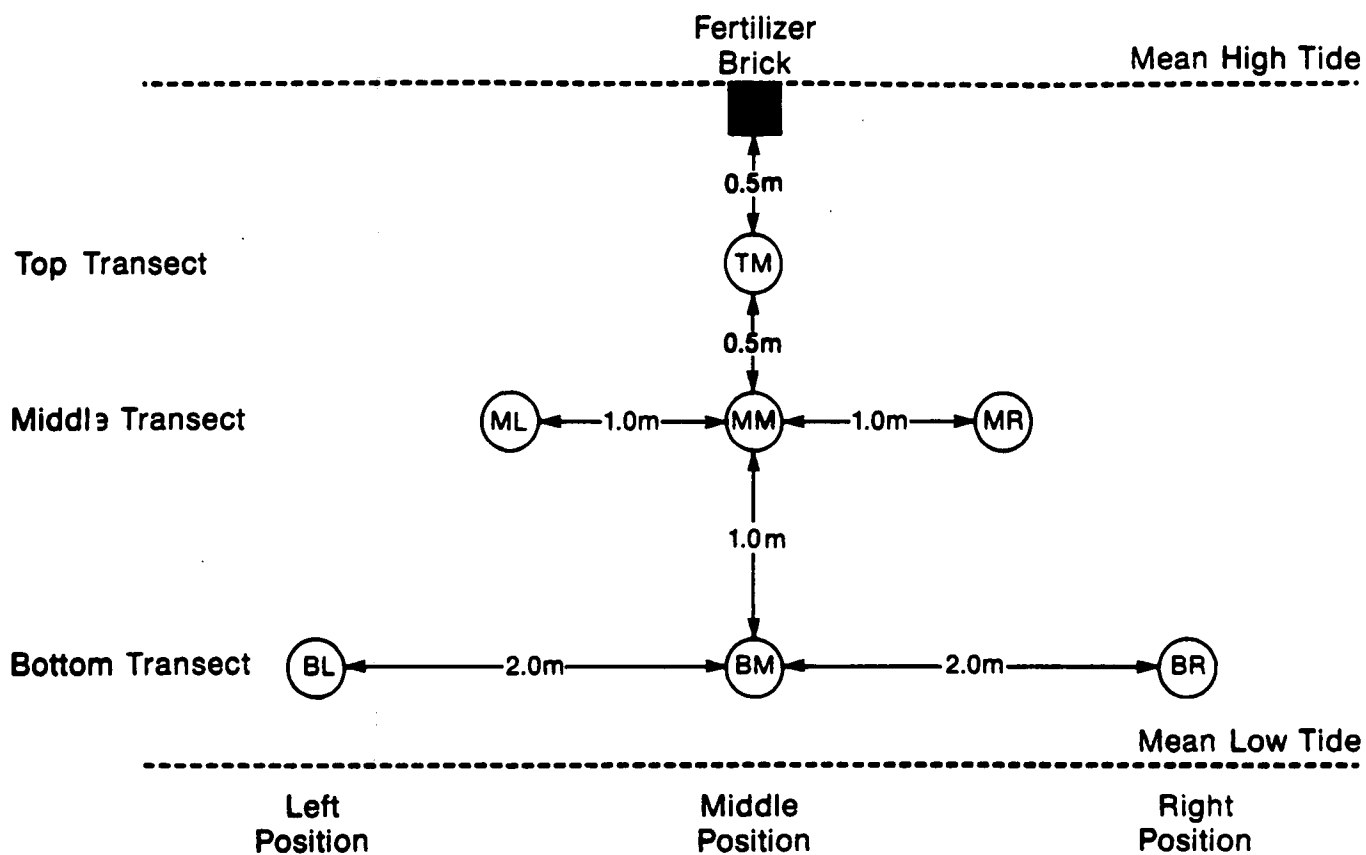 Fertilizer
Brick
Mean High Tide
0.5m
Top Transect
TM
0.5m
Middle Transect
ML
1.0m
MM
1.0m
MR
1.0m
Bottom Transect
BL
2.0m
BM
2.0m
BR
Mean Low Tide
Left
Position
Middle
Position
Right
Position